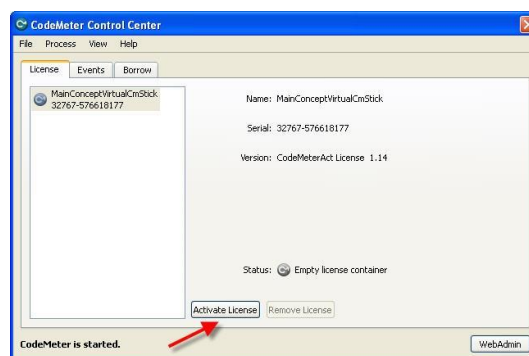 CodeMeter Control Center
File Process View Help
License Events Borrow
MainConceptVirtualCmStick
32767-576618177
Name: MainConceptVirtualCmStick
Serial: 32767-576618177
Version: CodeMeterAct License 1.14
Status: Empty license container
Activate License Remove License
CodeMeter is started. WebAdmin